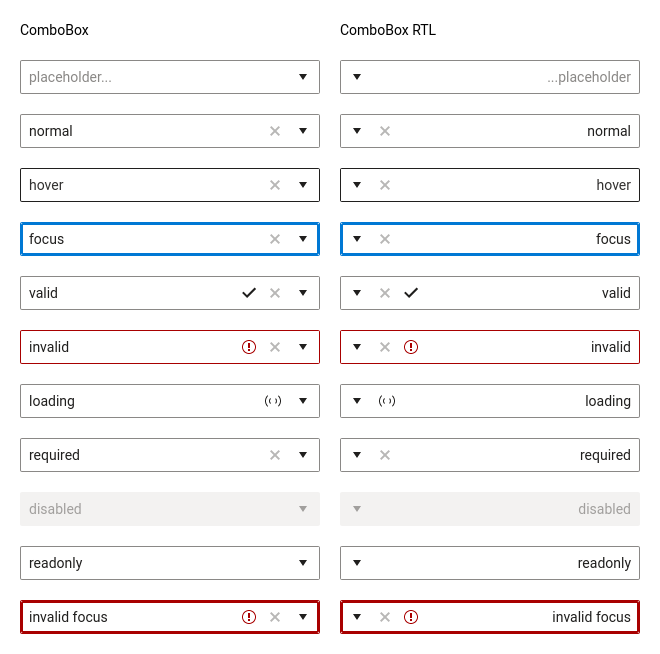 ComboBox
ComboBox RTL
placeholder...
...placeholder
normal
normal
hover
hover
focus
focus
valid
valid
invalid
invalid
loading
loading
required
required
disabled
disabled
readonly
readonly
invalid focus
invalid focus